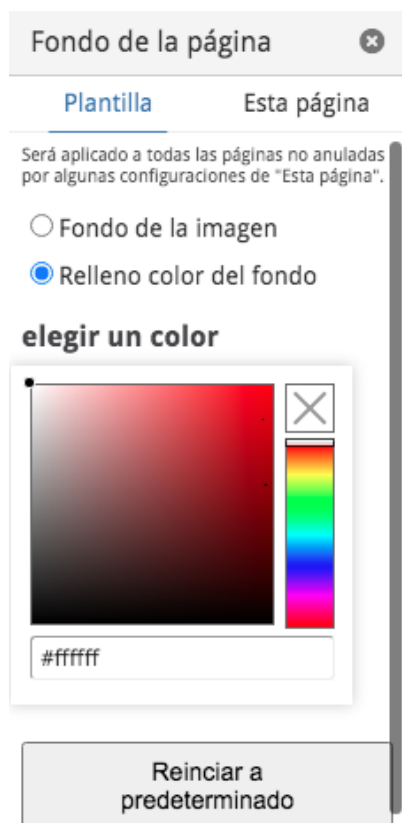 Fondo de la página
Plantilla
Esta página
Será aplicado a todas las páginas no anuladas
por algunas configuraciones de "Esta página".
Fondo de la imagen
Relleno color del fondo
elegir un color
#ffffff
Reinciar a
predeterminado